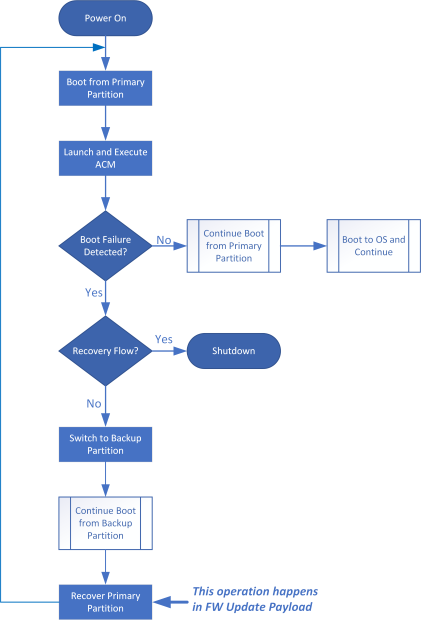 Power On
Boot from Primary
Partition
Launch and Execute
ACM
Boot Failure
Detected?
No
Continue Boot
from Primary
Partition
Boot to OS and
Continue
Yes
Recovery Flow?
Yes
Shutdown
No
Switch to Backup
Partition
Continue Boot
from Backup
Partition
Recover Primary
Partition
This operation happens
in FW Update Payload